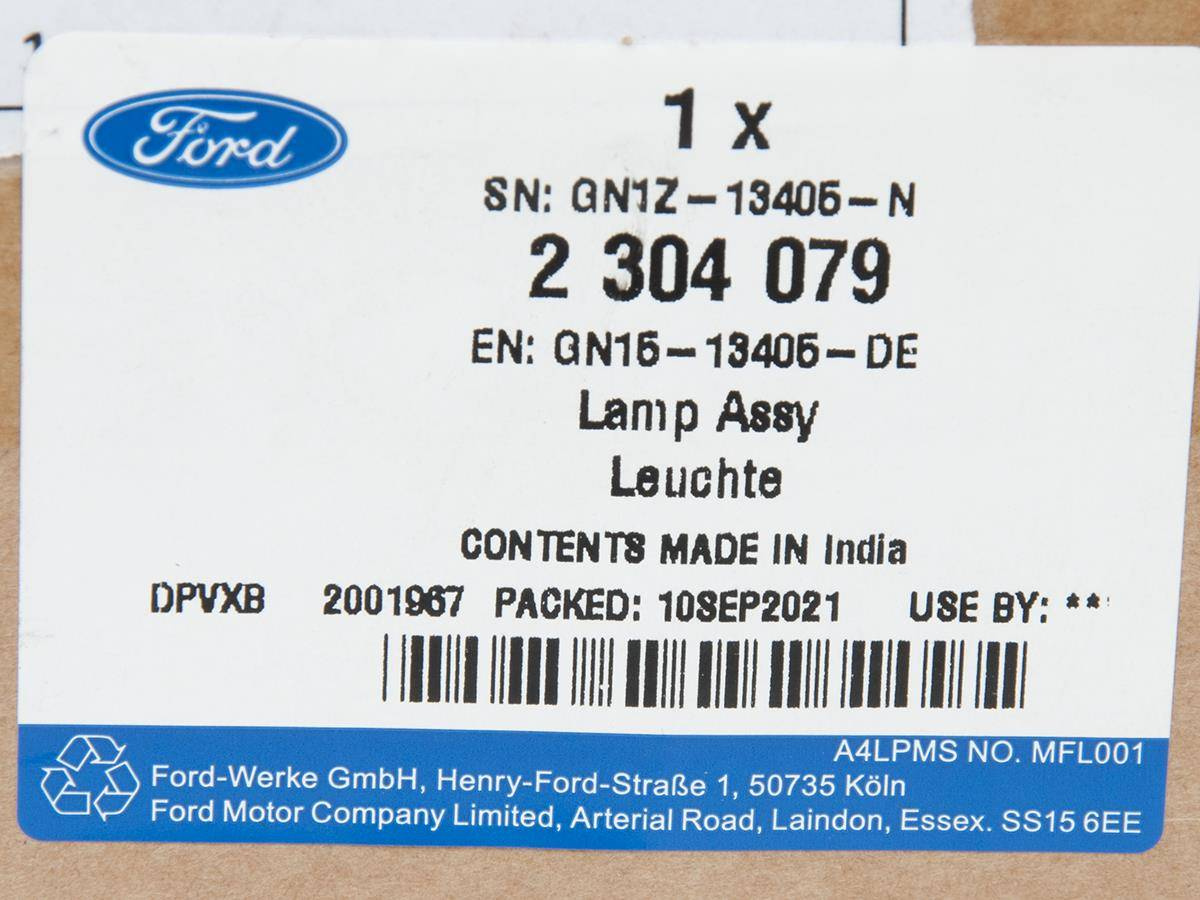 Ford
1 x
SN: GN1Z-13405-N
2 304 079
EN: GN15-13405-DE
Lamp Assy
Leuchte
CONTENTS MADE IN India
DPVXB 2001967 PACKED: 10SEP2021 USE BY: **
A4LPMS NO. MFL001
Ford-Werke GmbH, Henry-Ford-Straße 1, 50735 Köln
Ford Motor Company Limited, Arterial Road, Laindon, Essex. SS15 6EE